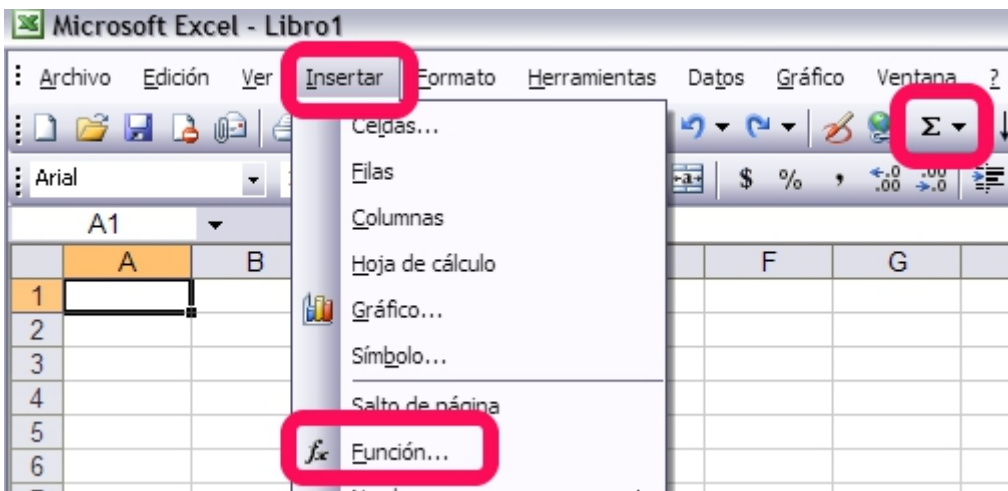 Microsoft Excel - Libro1
Archivo Edición Ver Insertar Formato Herramientas Datos Gráfico Ventana ?
Σ
Celdas...
Arial $ % ,
Filas
A1
Columnas
A B F G
Hoja de cálculo
1
Gráfico...
2
Símbolo...
3
4
Salto de página
5
fx Función...
6